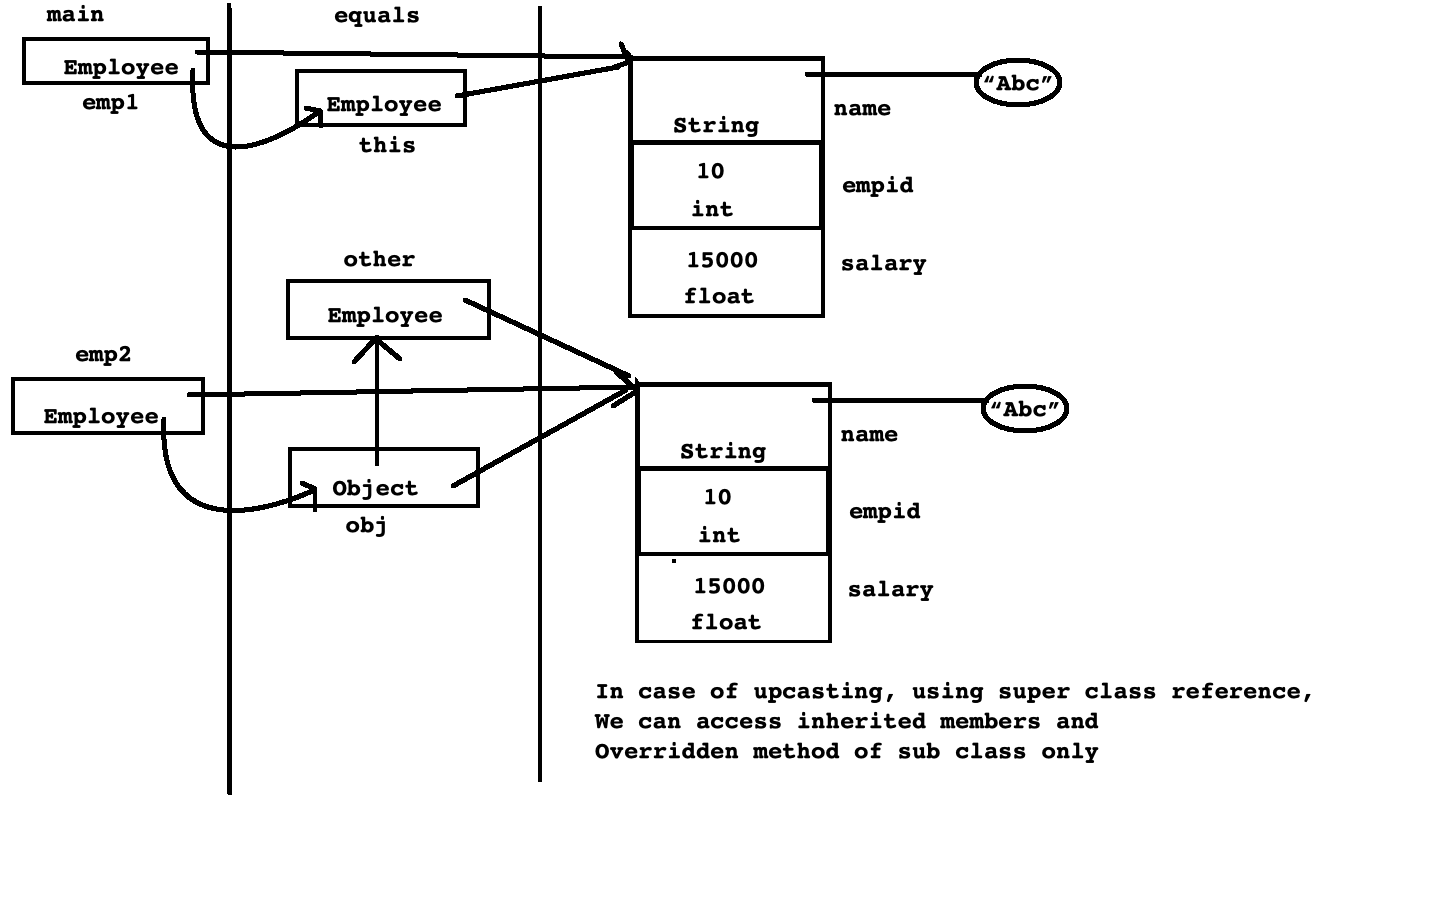 main
equals
Employee
emp1
Employee
this
"Abc"
name
String
10
int
empid
15000
float
salary
other
Employee
emp2
Employee
Object
obj
"Abc"
name
String
10
int
empid
15000
float
salary
In case of upcasting, using super class reference,
We can access inherited members and
Overridden method of sub class only